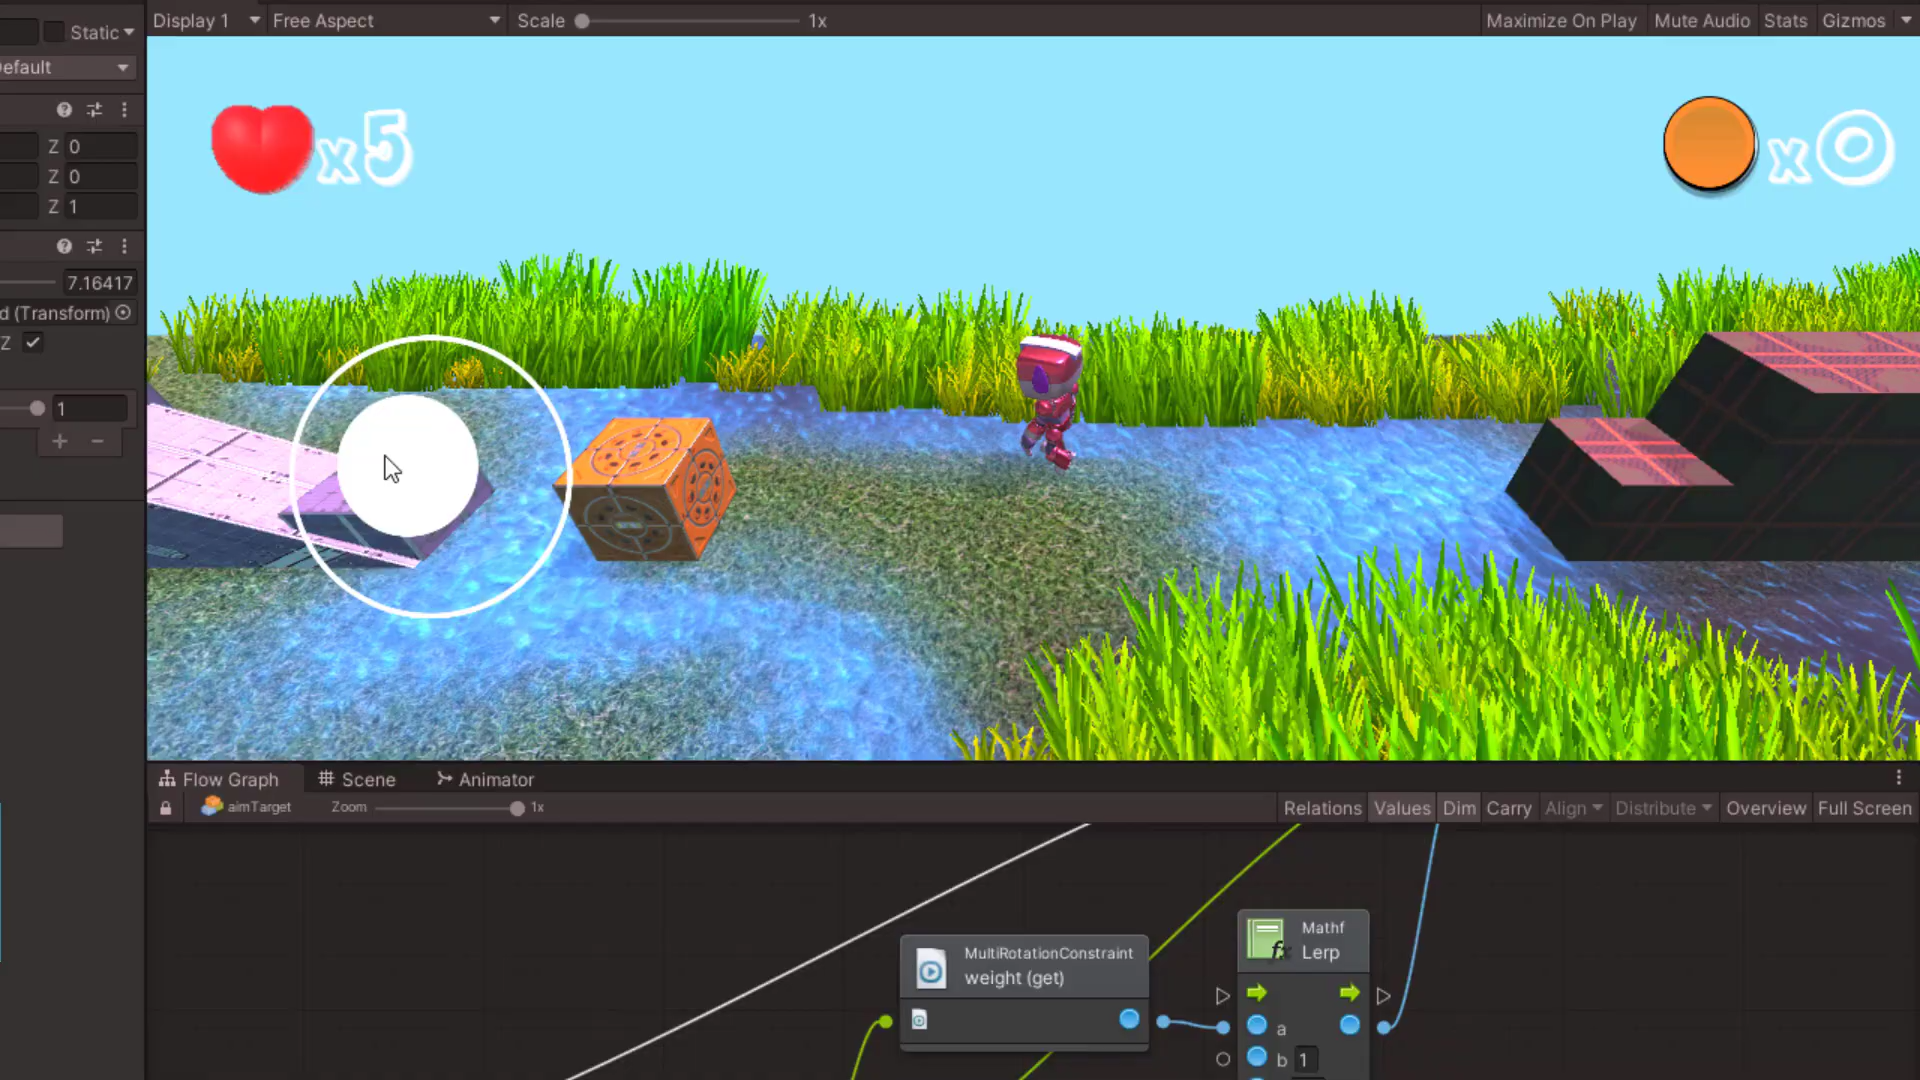 Display 1
Free Aspect
Scale
1x
Maximize On Play
Mute Audio
Stats
Gizmos
Static
efault
Z 0
Z 0
Z 1
7.16417
d (Transform)
Z
1
x5
x0
Flow Graph
Scene
Animator
aimTarget
Zoom
1x
Relations
Values
Dim
Carry
Align
Distribute
Overview
Full Screen
MultiRotationConstraint
weight (get)
Mathf
Lerp
a
b 1